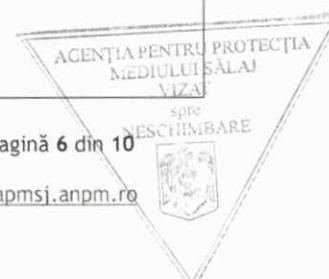 AGENȚIA PENTRU PROTECȚIA
MEDIULUI SĂLAJ
VIZAT
spre
NESCHIMBARE
agină 6 din 10
apmsj.anpm.ro